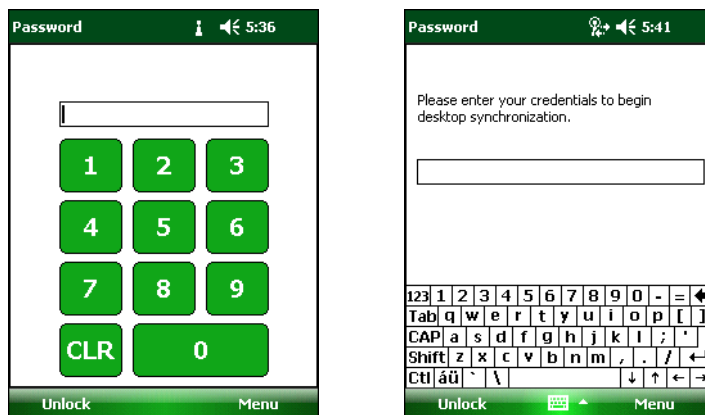 Password 5:36
1 2 3
4 5 6
7 8 9
CLR 0
Unlock Menu
Password 5:41
Please enter your credentials to begin
desktop synchronization.
123 1 2 3 4 5 6 7 8 9 0 - = 
Tab q w e r t y u i o p [ ]
CAP a s d f g h j k l ; '
Shift z x c v b n m , . / ↵
Ctl áü ` \ ↓ ↑ ← →
Unlock Menu